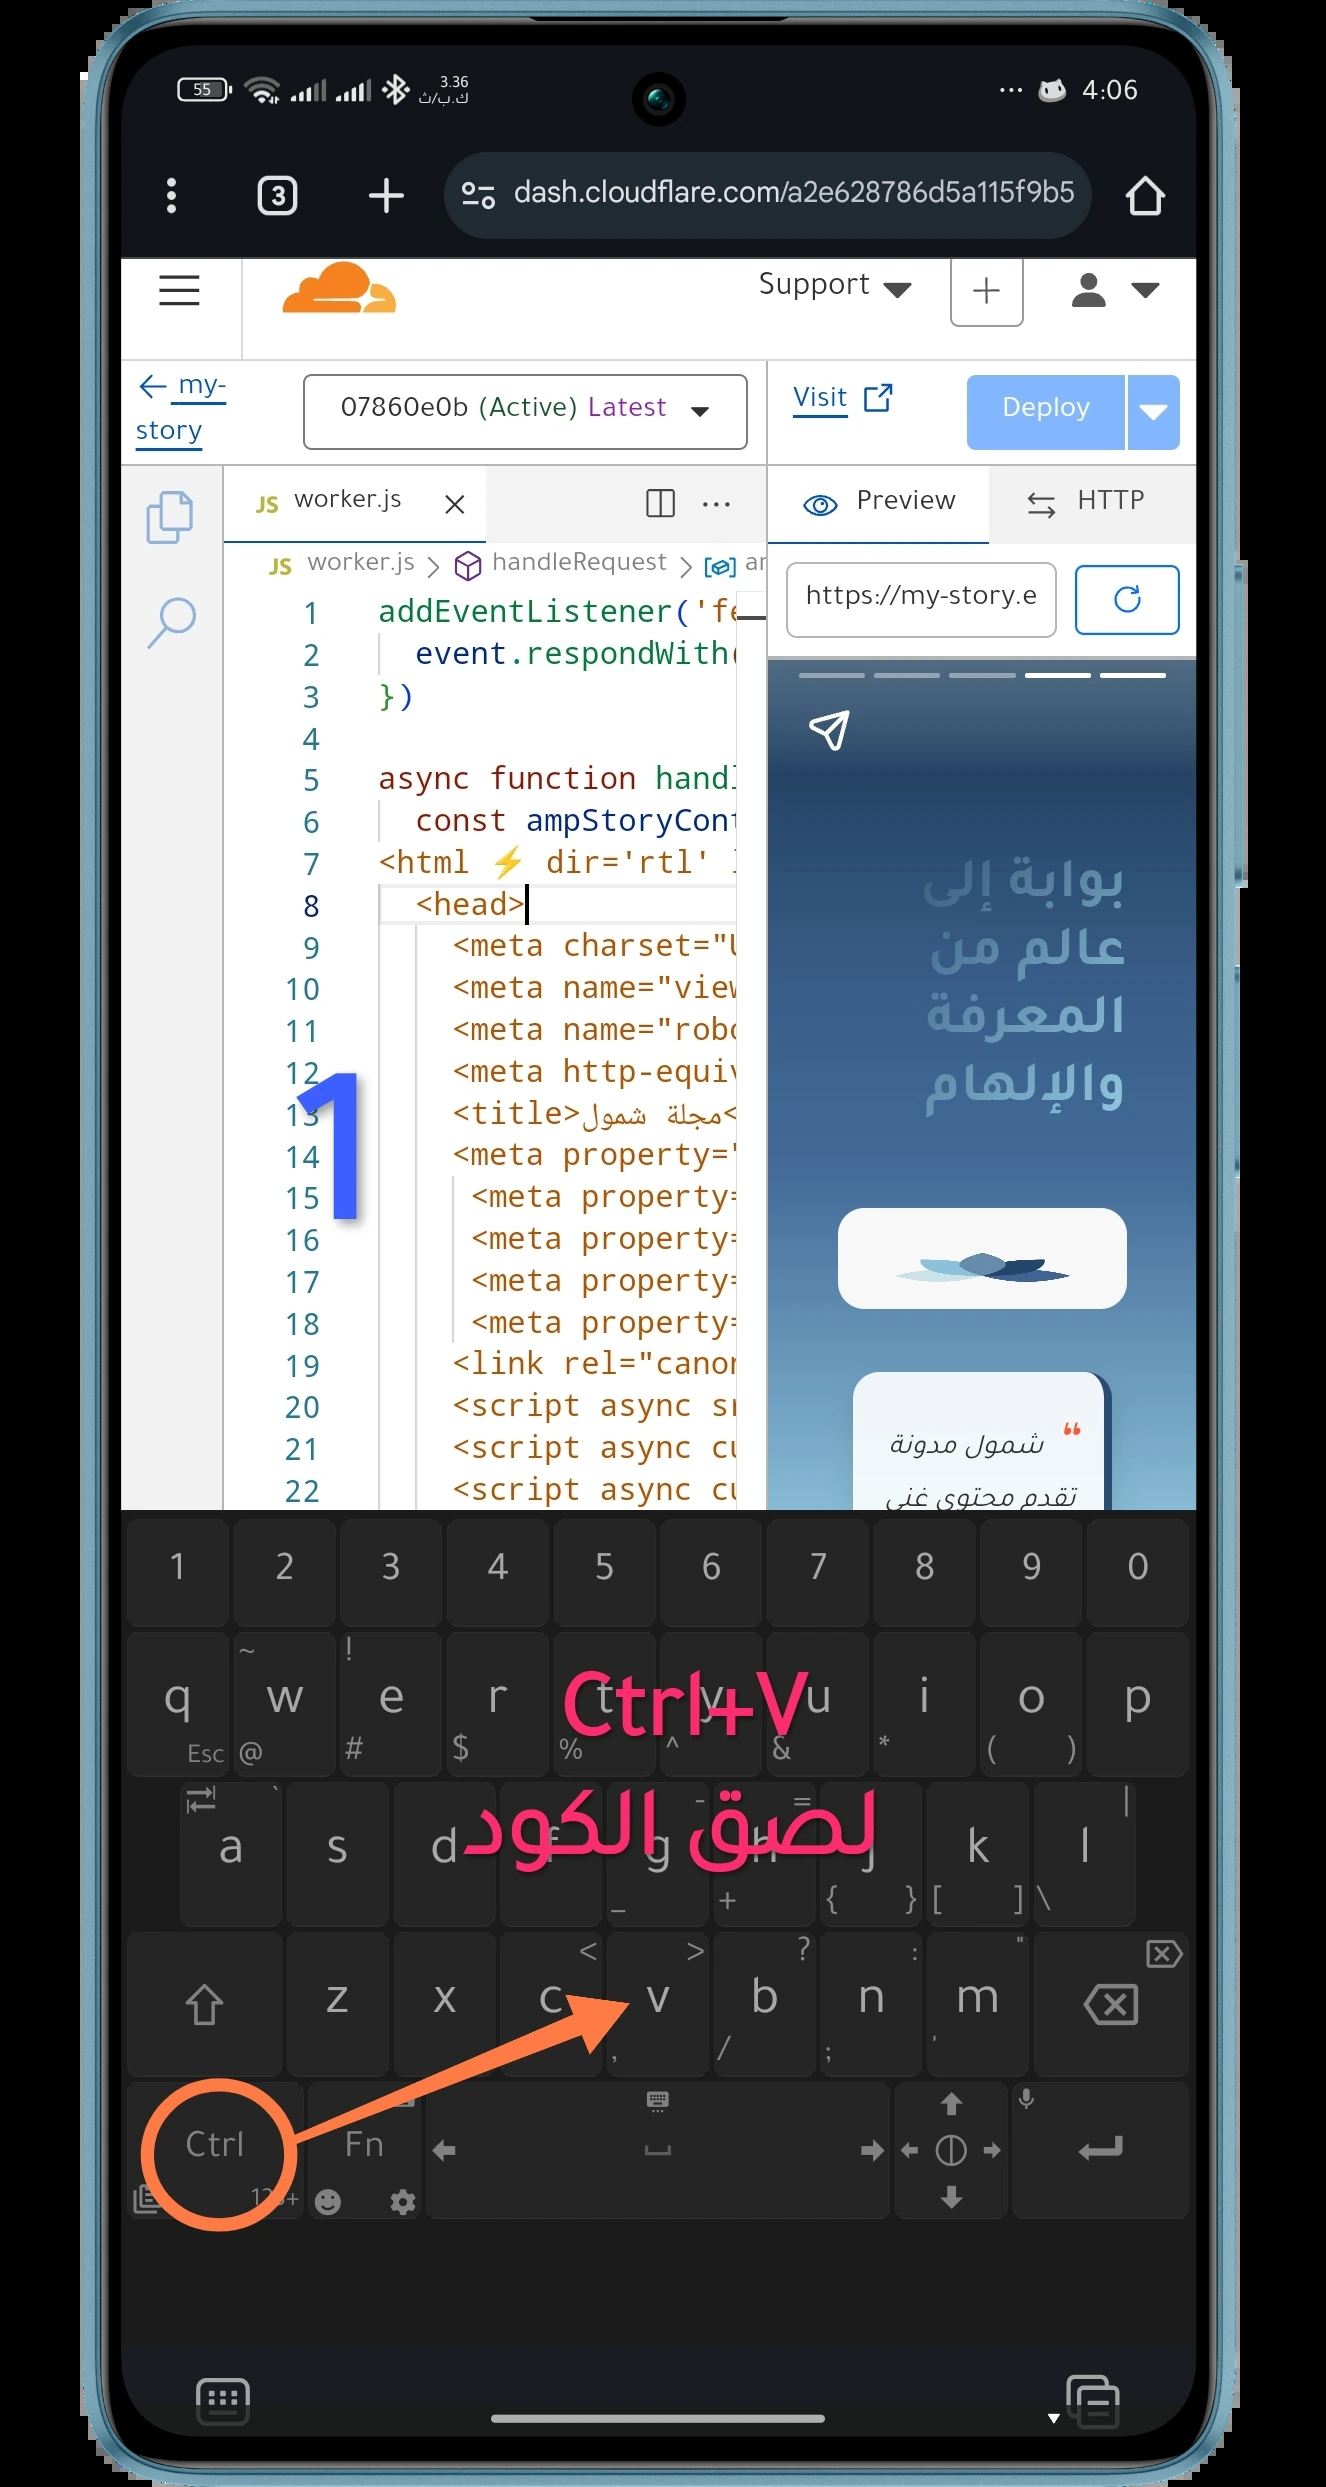 55
3.36
ك.ب/ث
... 4:06
3
dash.cloudflare.com/a2e628786d5a115f9b5
Support
my-
story
07860e0b (Active) Latest
Visit
Deploy
JS worker.js
Preview
HTTP
JS worker.js > handleRequest >
https://my-story.e
1 addEventListener('fe
2 event.respondWith(
3 })
4
5 async function handl
6 const ampStoryCont
7 <html ⚡ dir='rtl'
8 <head>
9 <meta charset="U
10 <meta name="view
11 <meta name="robo
12 <meta http-equiv
13 <title>مجلة شمول<
14 <meta property="
15 <meta property=
16 <meta property=
17 <meta property=
18 <meta property=
19 <link rel="canon
20 <script async sr
21 <script async cu
22 <script async cu
1
بوابة إلى
عالم من
المعرفة
والإلهام
❝ شمول مدونة
تقدم محتوى غني
1 2 3 4 5 6 7 8 9 0
~ !
q w e r t y u i o p
Esc @ # $ % ^ & * ( )
Ctrl+V
` - = |
a s d f g h j k l
_ + { } [ ] \
لصق الكود
< > ? : "
z x c v b n m
, / ; '
Ctrl Fn
123+